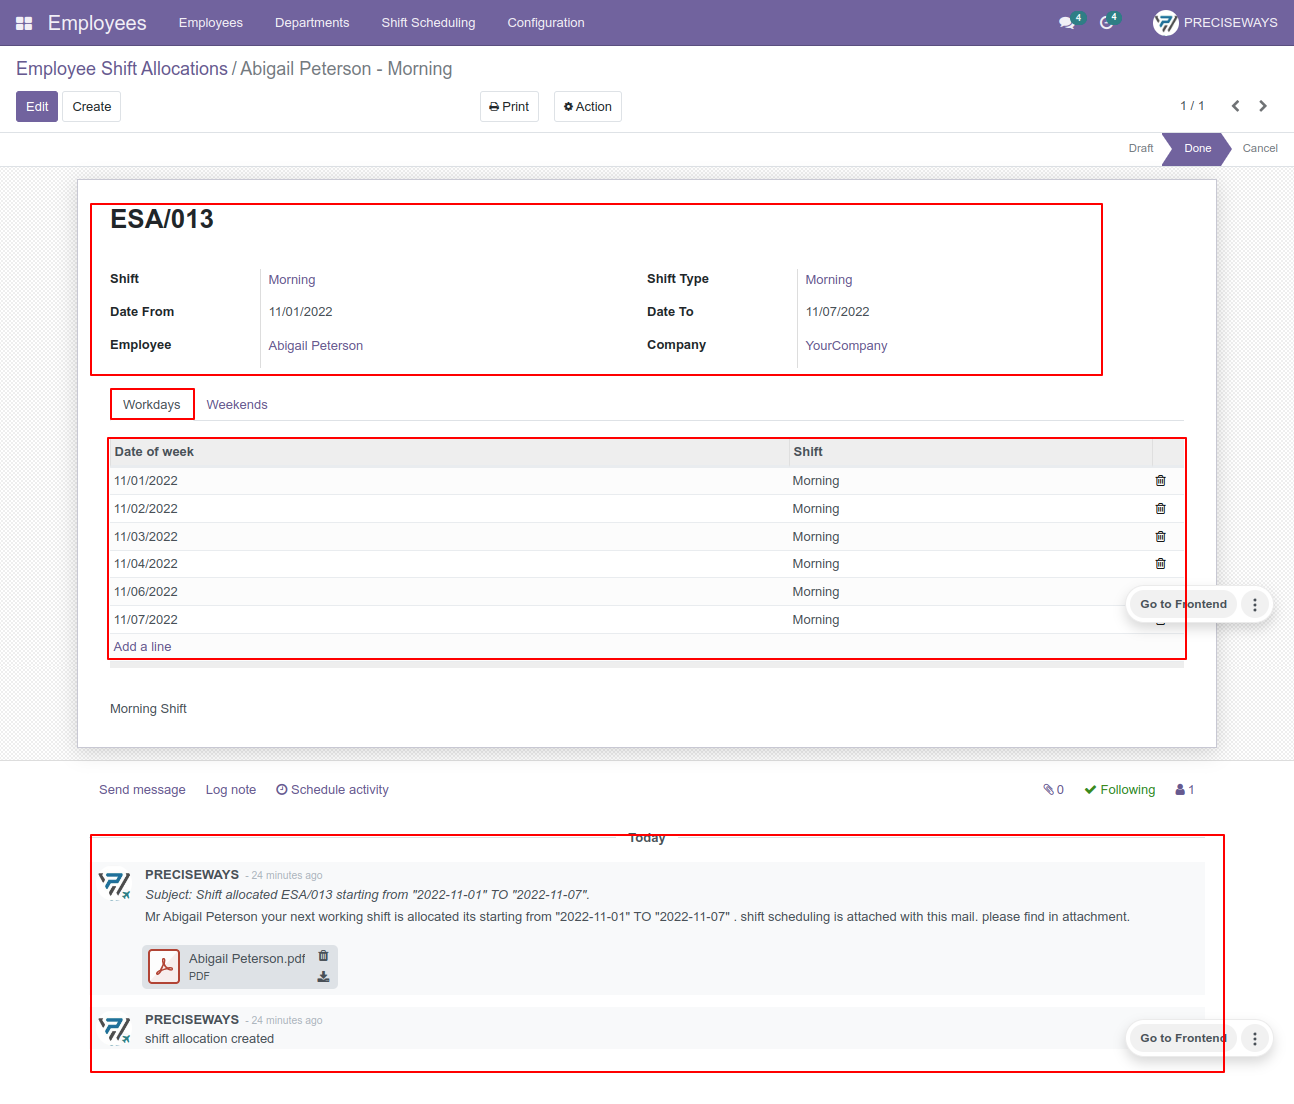 Employees Employees Departments Shift Scheduling Configuration 4 4 PRECISEWAYS
Employee Shift Allocations / Abigail Peterson - Morning
Edit Create Print Action 1 / 1
Draft Done Cancel
ESA/013
Shift Morning Shift Type Morning
Date From 11/01/2022 Date To 11/07/2022
Employee Abigail Peterson Company YourCompany
Workdays Weekends
Date of week Shift
11/01/2022 Morning
11/02/2022 Morning
11/03/2022 Morning
11/04/2022 Morning
11/06/2022 Morning
Go to Frontend
11/07/2022 Morning
Add a line
Morning Shift
Send message Log note Schedule activity 0 Following 1
Today
PRECISEWAYS - 24 minutes ago
Subject: Shift allocated ESA/013 starting from "2022-11-01" TO "2022-11-07".
Mr Abigail Peterson your next working shift is allocated its starting from "2022-11-01" TO "2022-11-07" . shift scheduling is attached with this mail. please find in attachment.
Abigail Peterson.pdf
PDF
PRECISEWAYS - 24 minutes ago
shift allocation created
Go to Frontend